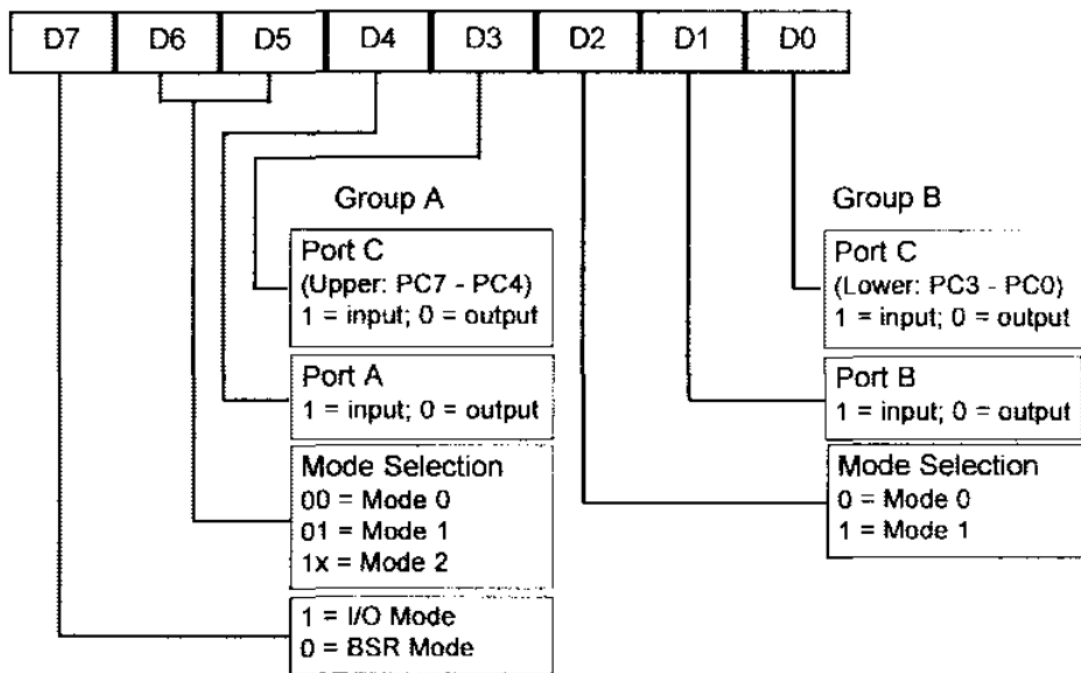 D7 D6 D5 D4 D3 D2 D1 D0
Group A
Port C
(Upper: PC7 - PC4)
1 = input; 0 = output
Port A
1 = input; 0 = output
Mode Selection
00 = Mode 0
01 = Mode 1
1x = Mode 2
1 = I/O Mode
0 = BSR Mode
Group B
Port C
(Lower: PC3 - PC0)
1 = input; 0 = output
Port B
1 = input; 0 = output
Mode Selection
0 = Mode 0
1 = Mode 1